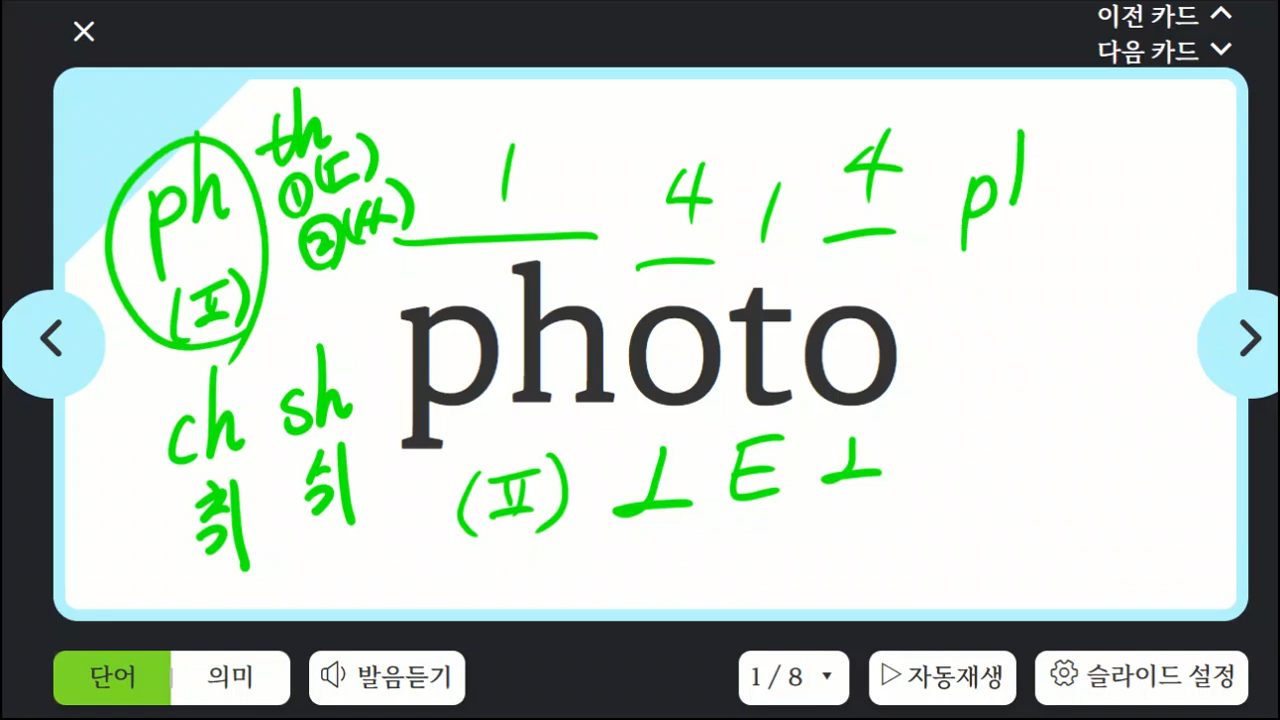 이전 카드
다음 카드
th
ph
①(ㄷ)
②(ㅆ)
1 4 1 4 pl
(ㅍ)
photo
ch sh
취 쉬
(ㅍ) ㅗ ㅌ ㅗ
단어 의미 발음듣기 1 / 8 자동재생 슬라이드 설정